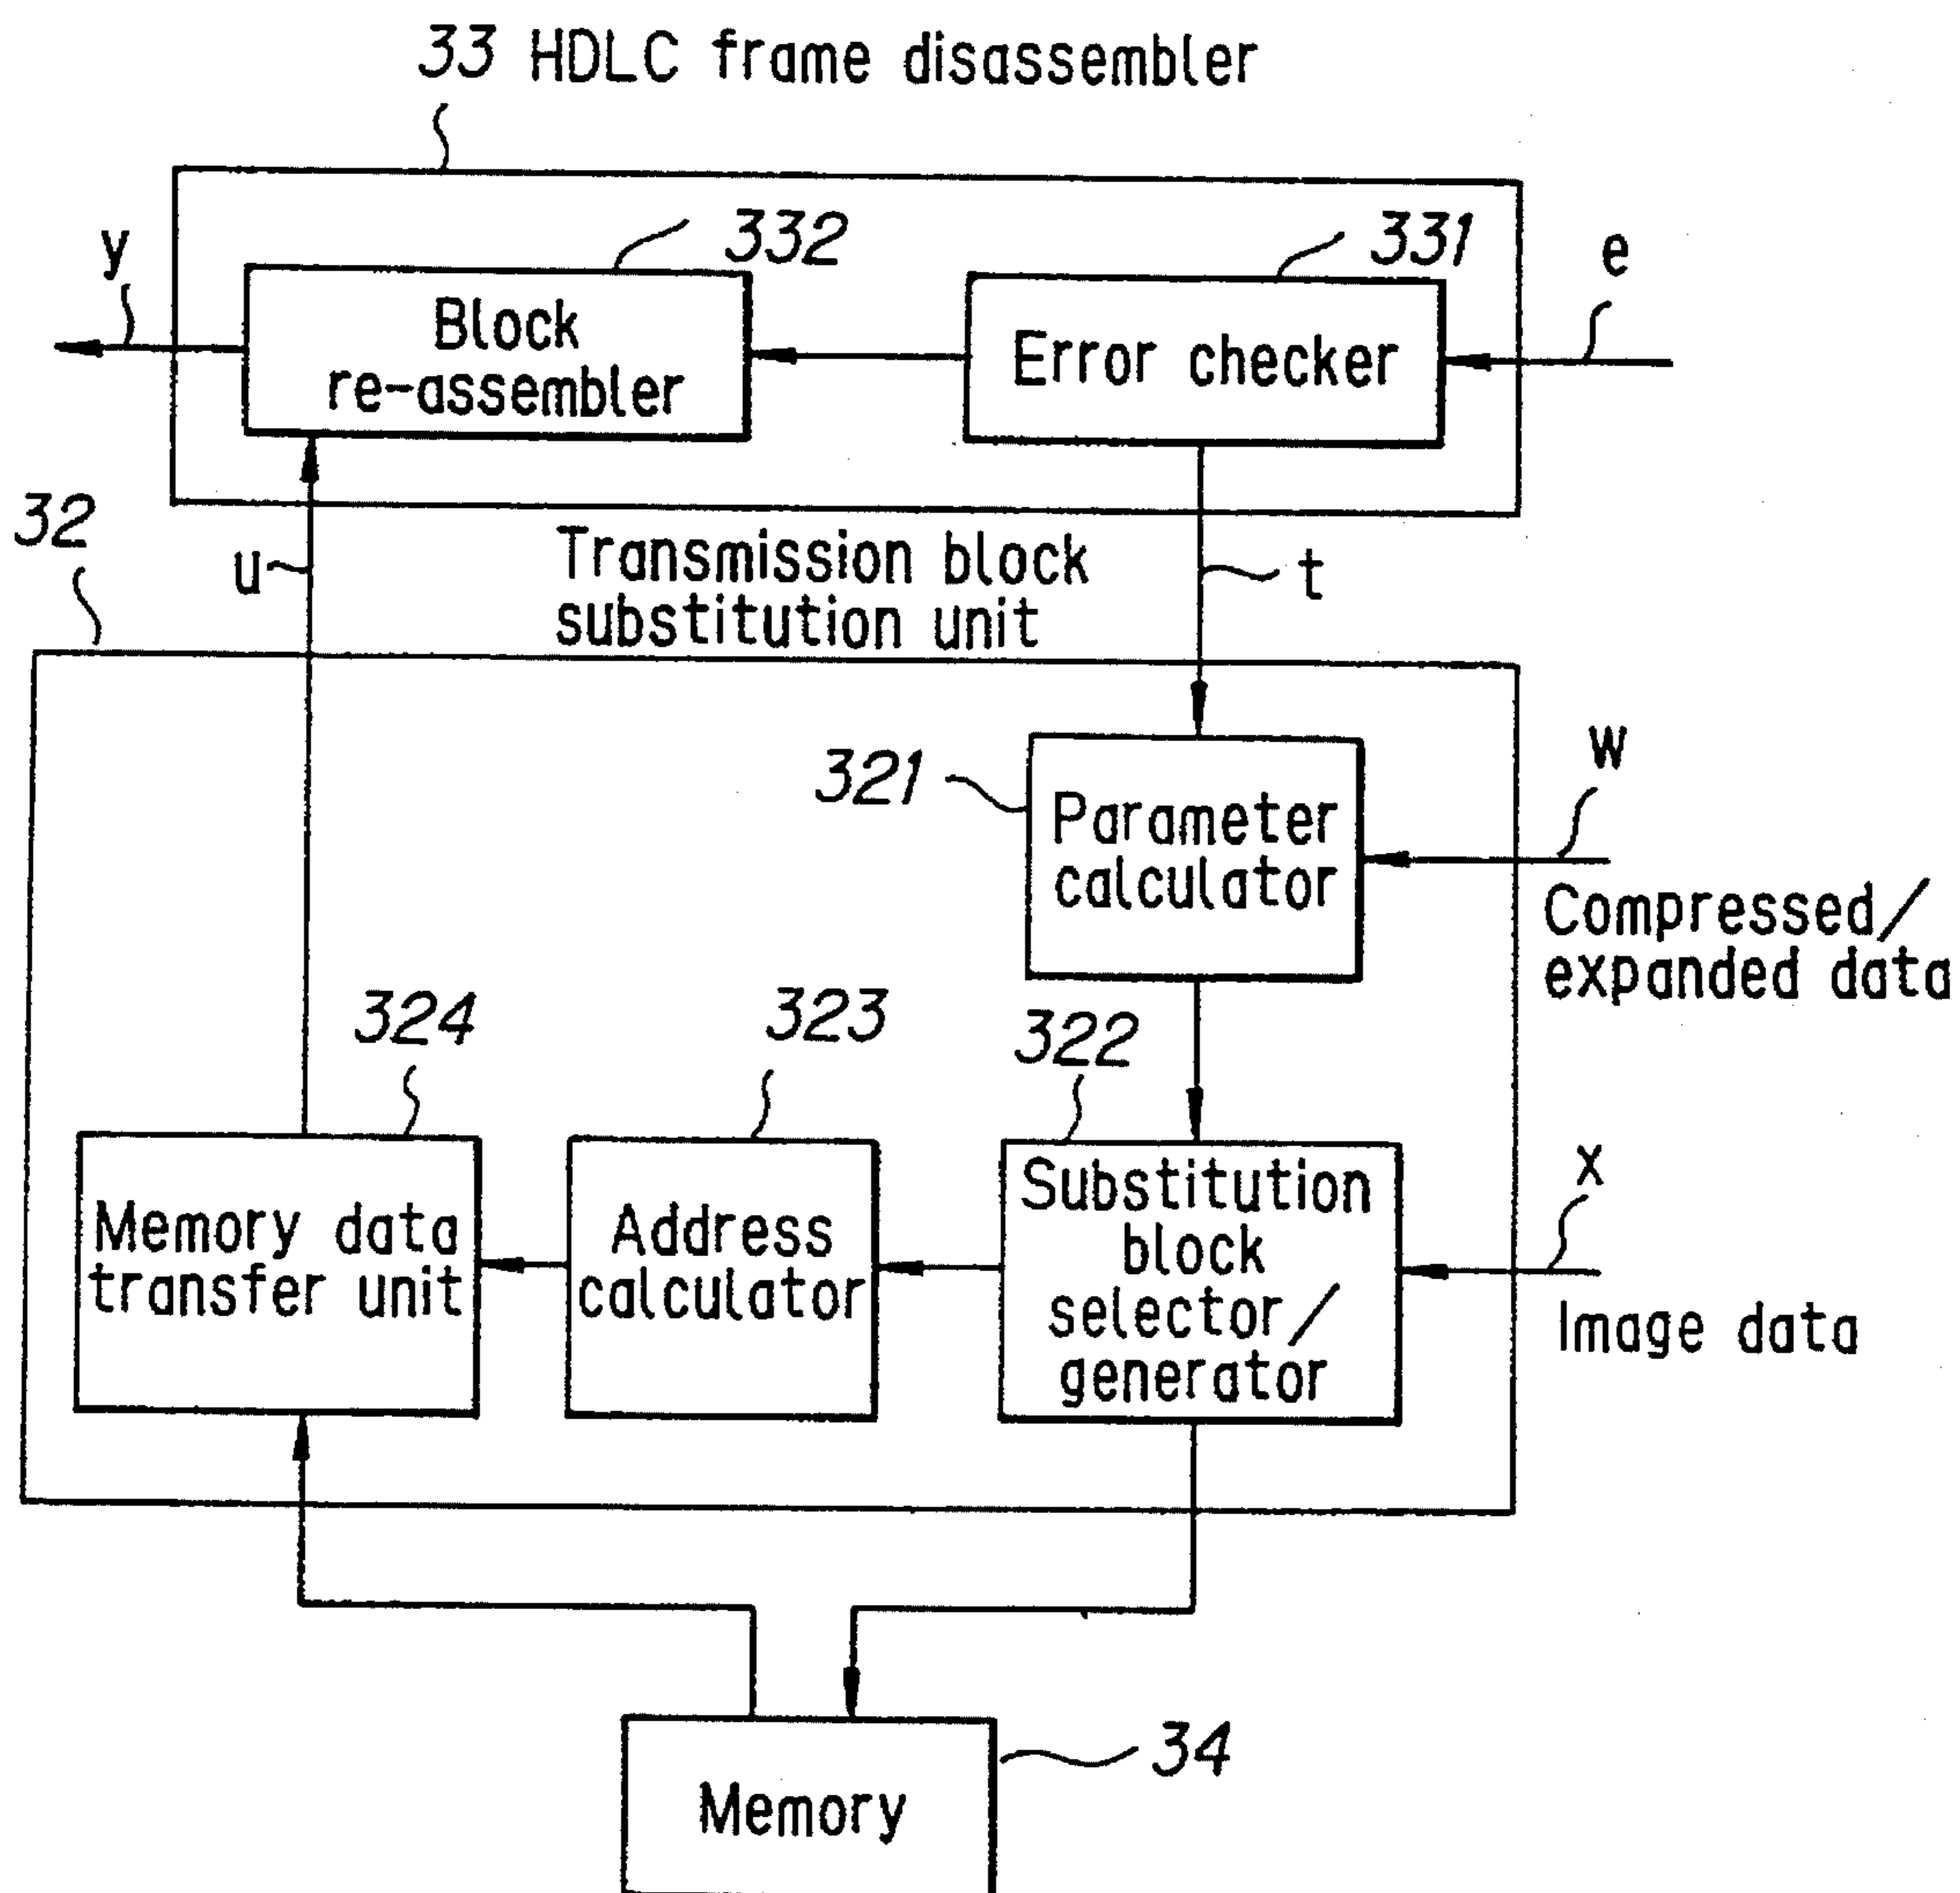 33 HDLC frame disassembler
y
332
331
e
Block
re-assembler
Error checker
32
u
Transmission block
substitution unit
t
321
w
Parameter
calculator
Compressed/
expanded data
324
323
322
x
Memory data
transfer unit
Address
calculator
Substitution
block
selector/
generator
Image data
34
Memory